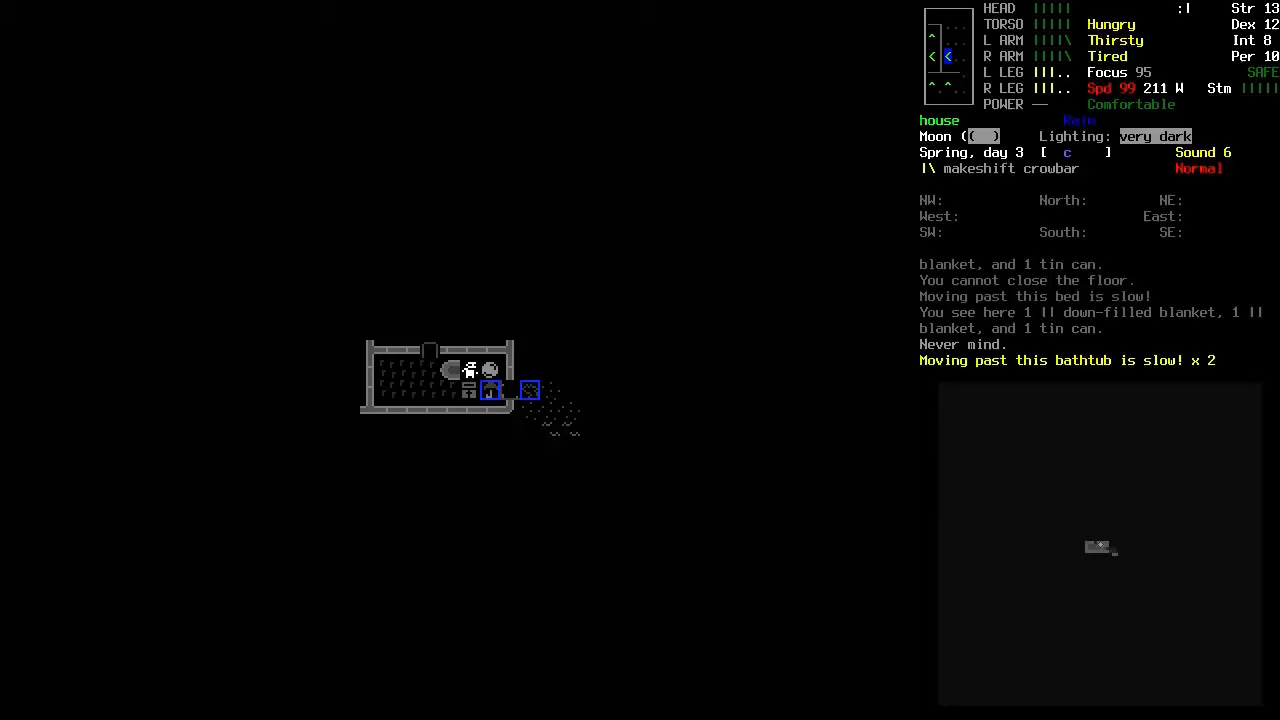 HEAD ||||| :| Str 13
TORSO ||||| Hungry Dex 12
L ARM ||||\ Thirsty Int 8
R ARM ||||\ Tired Per 10
L LEG |||.. Focus 95 SAFE
R LEG |||.. Spd 99 211 W Stm |||||
POWER -- Comfortable
house Rain
Moon (( ) Lighting: very dark
Spring, day 3 [ c ] Sound 6
|\ makeshift crowbar Normal
NW: North: NE:
West: East:
SW: South: SE:
blanket, and 1 tin can.
You cannot close the floor.
Moving past this bed is slow!
You see here 1 || down-filled blanket, 1 ||
blanket, and 1 tin can.
Never mind.
Moving past this bathtub is slow! x 2